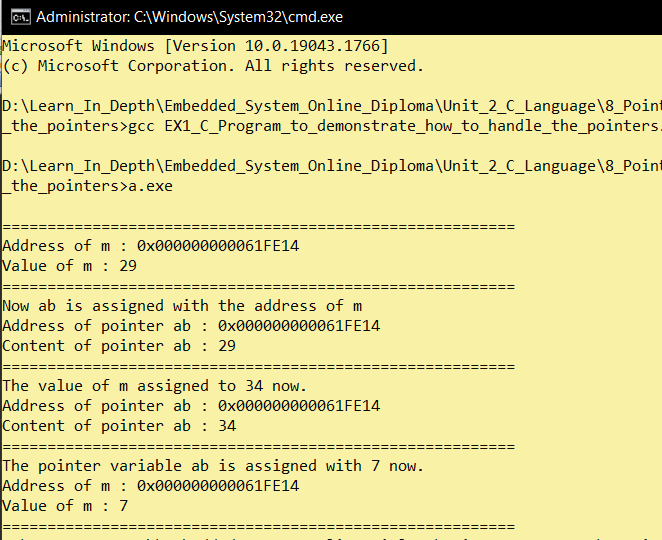 Administrator: C:\Windows\System32\cmd.exe
Microsoft Windows [Version 10.0.19043.1766]
(c) Microsoft Corporation. All rights reserved.
D:\Learn_In_Depth\Embedded_System_Online_Diploma\Unit_2_C_Language\8_Point
_the_pointers>gcc EX1_C_Program_to_demonstrate_how_to_handle_the_pointers.
D:\Learn_In_Depth\Embedded_System_Online_Diploma\Unit_2_C_Language\8_Point
_the_pointers>a.exe
=========================================================
Address of m : 0x000000000061FE14
Value of m : 29
=========================================================
Now ab is assigned with the address of m
Address of pointer ab : 0x000000000061FE14
Content of pointer ab : 29
=========================================================
The value of m assigned to 34 now.
Address of pointer ab : 0x000000000061FE14
Content of pointer ab : 34
=========================================================
The pointer variable ab is assigned with 7 now.
Address of m : 0x000000000061FE14
Value of m : 7
=========================================================